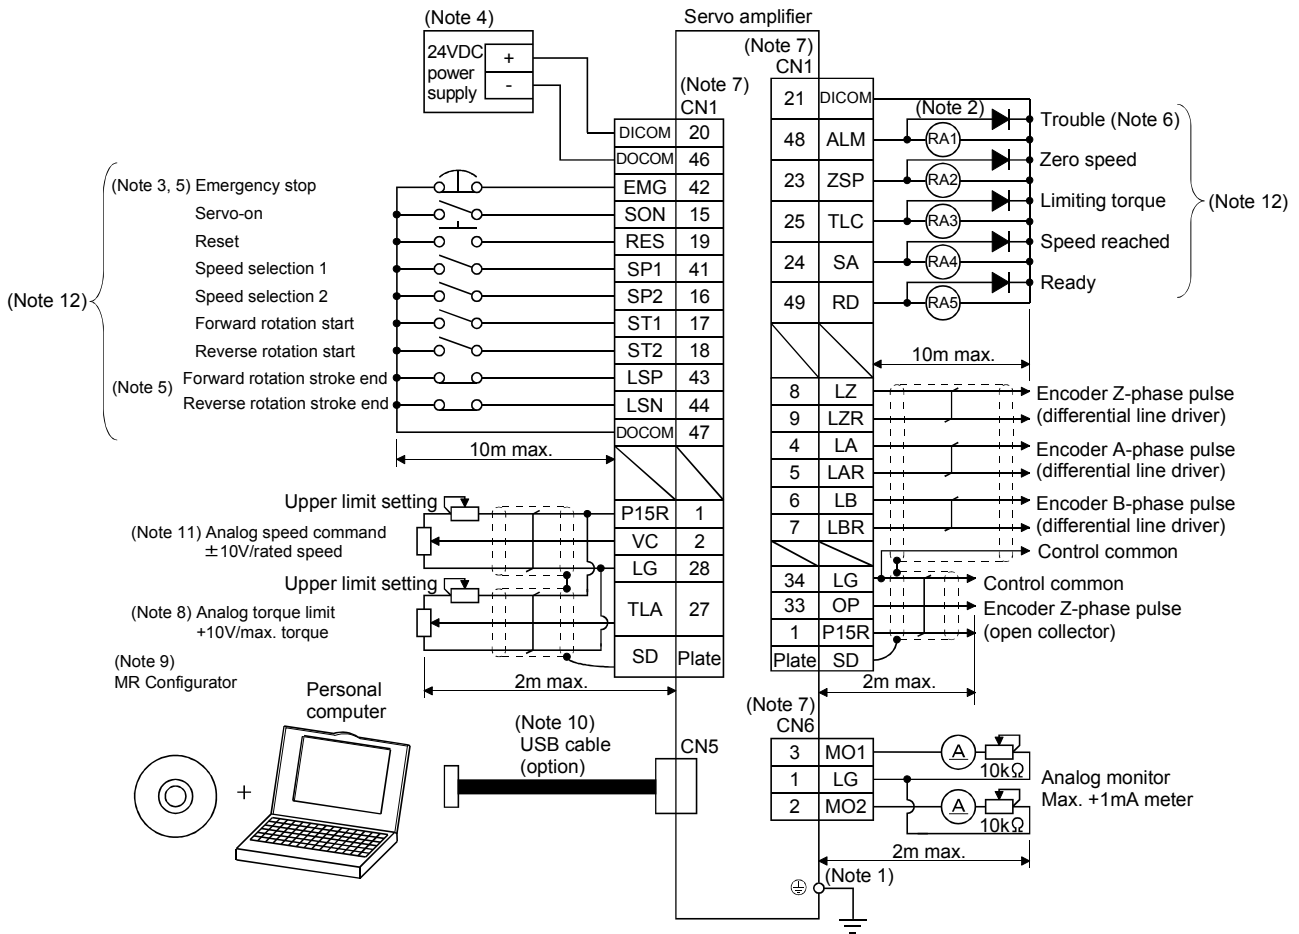 (Note 4)
Servo amplifier
24VDC
power
supply
+
-
(Note 7)
CN1
DICOM 20
DOCOM 46
(Note 12)
(Note 3, 5) Emergency stop EMG 42
Servo-on SON 15
Reset RES 19
Speed selection 1 SP1 41
Speed selection 2 SP2 16
Forward rotation start ST1 17
Reverse rotation start ST2 18
(Note 5)
Forward rotation stroke end LSP 43
Reverse rotation stroke end LSN 44
DOCOM 47
10m max.
Upper limit setting
P15R 1
(Note 11) Analog speed command
±10V/rated speed
VC 2
LG 28
Upper limit setting
(Note 8) Analog torque limit
+10V/max. torque
TLA 27
SD Plate
2m max.
(Note 9)
MR Configurator
Personal
computer
+
(Note 10)
USB cable
(option)
CN5
(Note 7)
CN1
21 DICOM
(Note 2)
48 ALM RA1 Trouble (Note 6)
23 ZSP RA2 Zero speed
25 TLC RA3 Limiting torque
24 SA RA4 Speed reached
49 RD RA5 Ready
(Note 12)
10m max.
8 LZ
9 LZR
Encoder Z-phase pulse
(differential line driver)
4 LA
5 LAR
Encoder A-phase pulse
(differential line driver)
6 LB
7 LBR
Encoder B-phase pulse
(differential line driver)
Control common
34 LG Control common
33 OP
1 P15R
Encoder Z-phase pulse
(open collector)
Plate SD
2m max.
(Note 7)
CN6
3 MO1 A 10kΩ
1 LG
2 MO2 A 10kΩ
Analog monitor
Max. +1mA meter
2m max.
(Note 1)